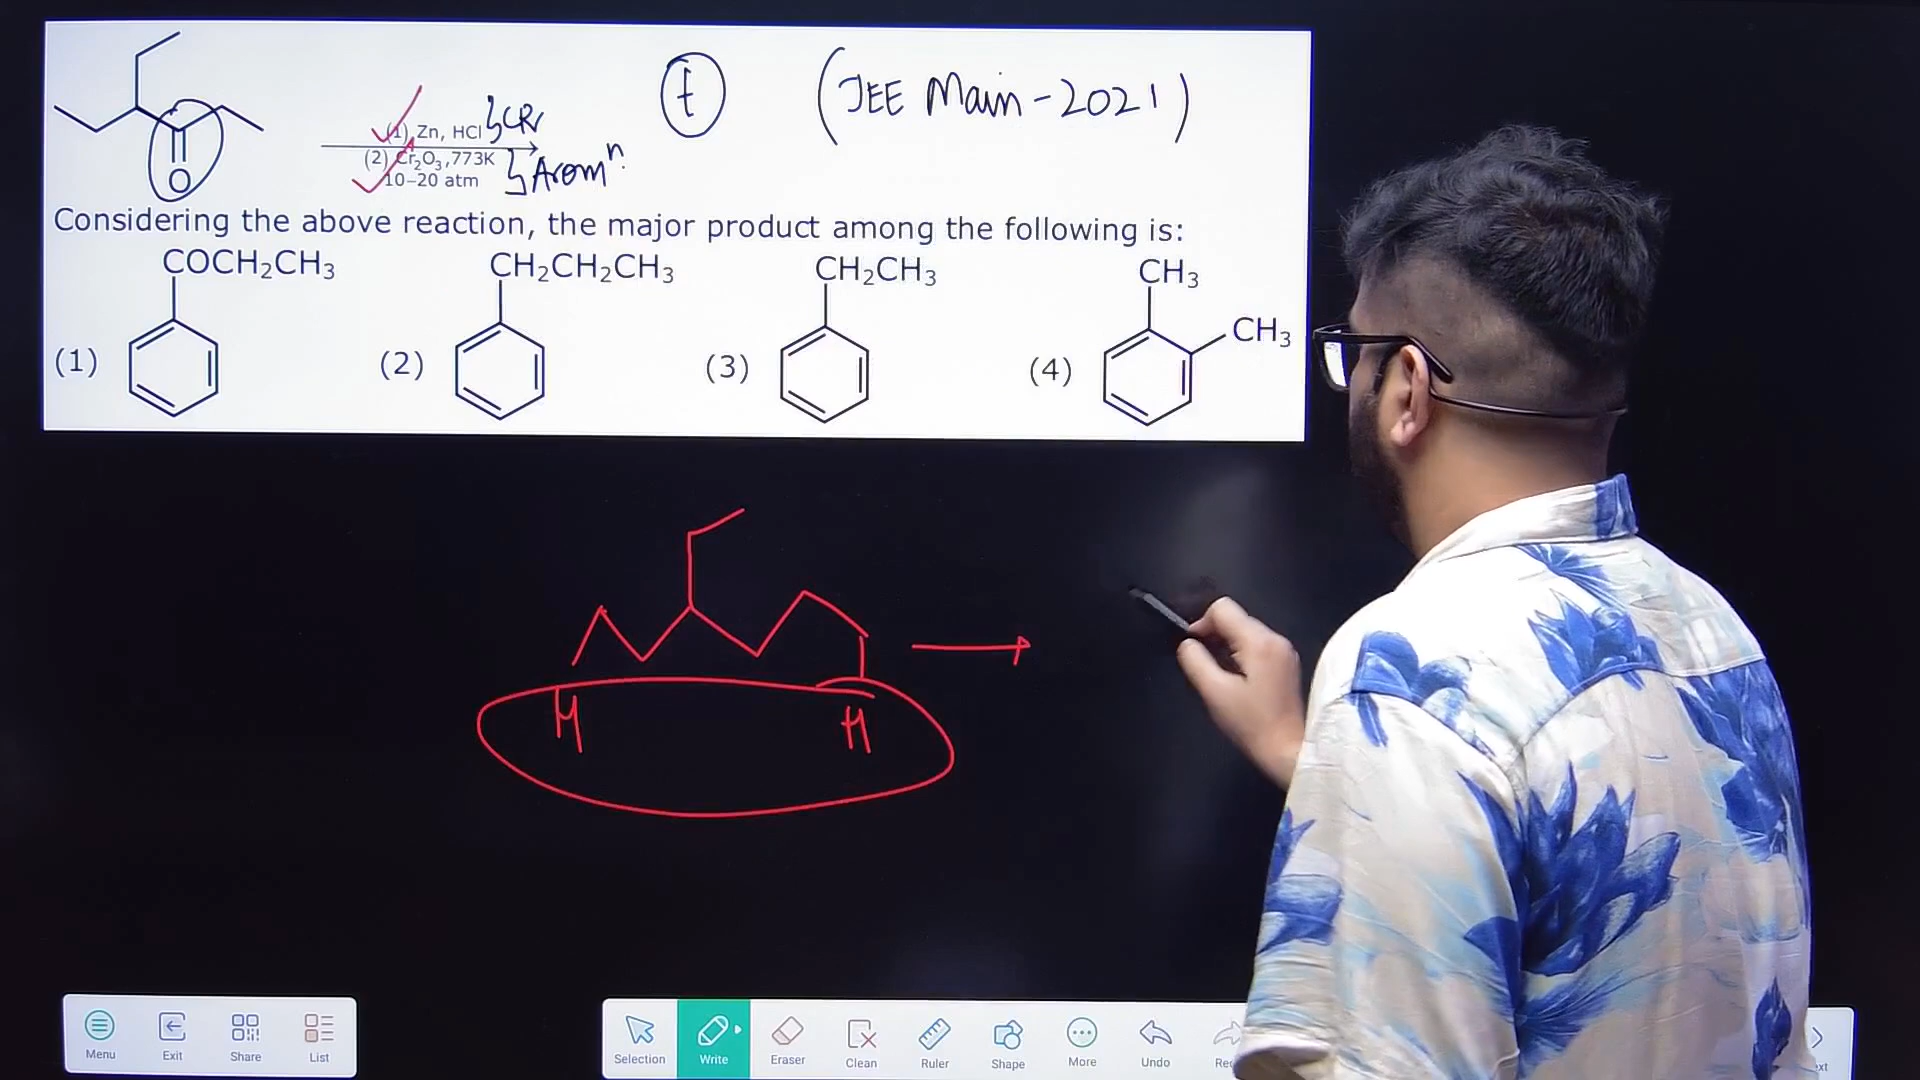 (1) Zn, HCl } CR
(2) Cr₂O₃, 773K
10–20 atm } Aromⁿ.
t
(JEE Main-2021)
O
Considering the above reaction, the major product among the following is:
(1) COCH₂CH₃
(2) CH₂CH₂CH₃
(3) CH₂CH₃
(4) CH₃ CH₃
H H
Menu Exit Share List
Selection Write Eraser Clean Ruler Shape More Undo